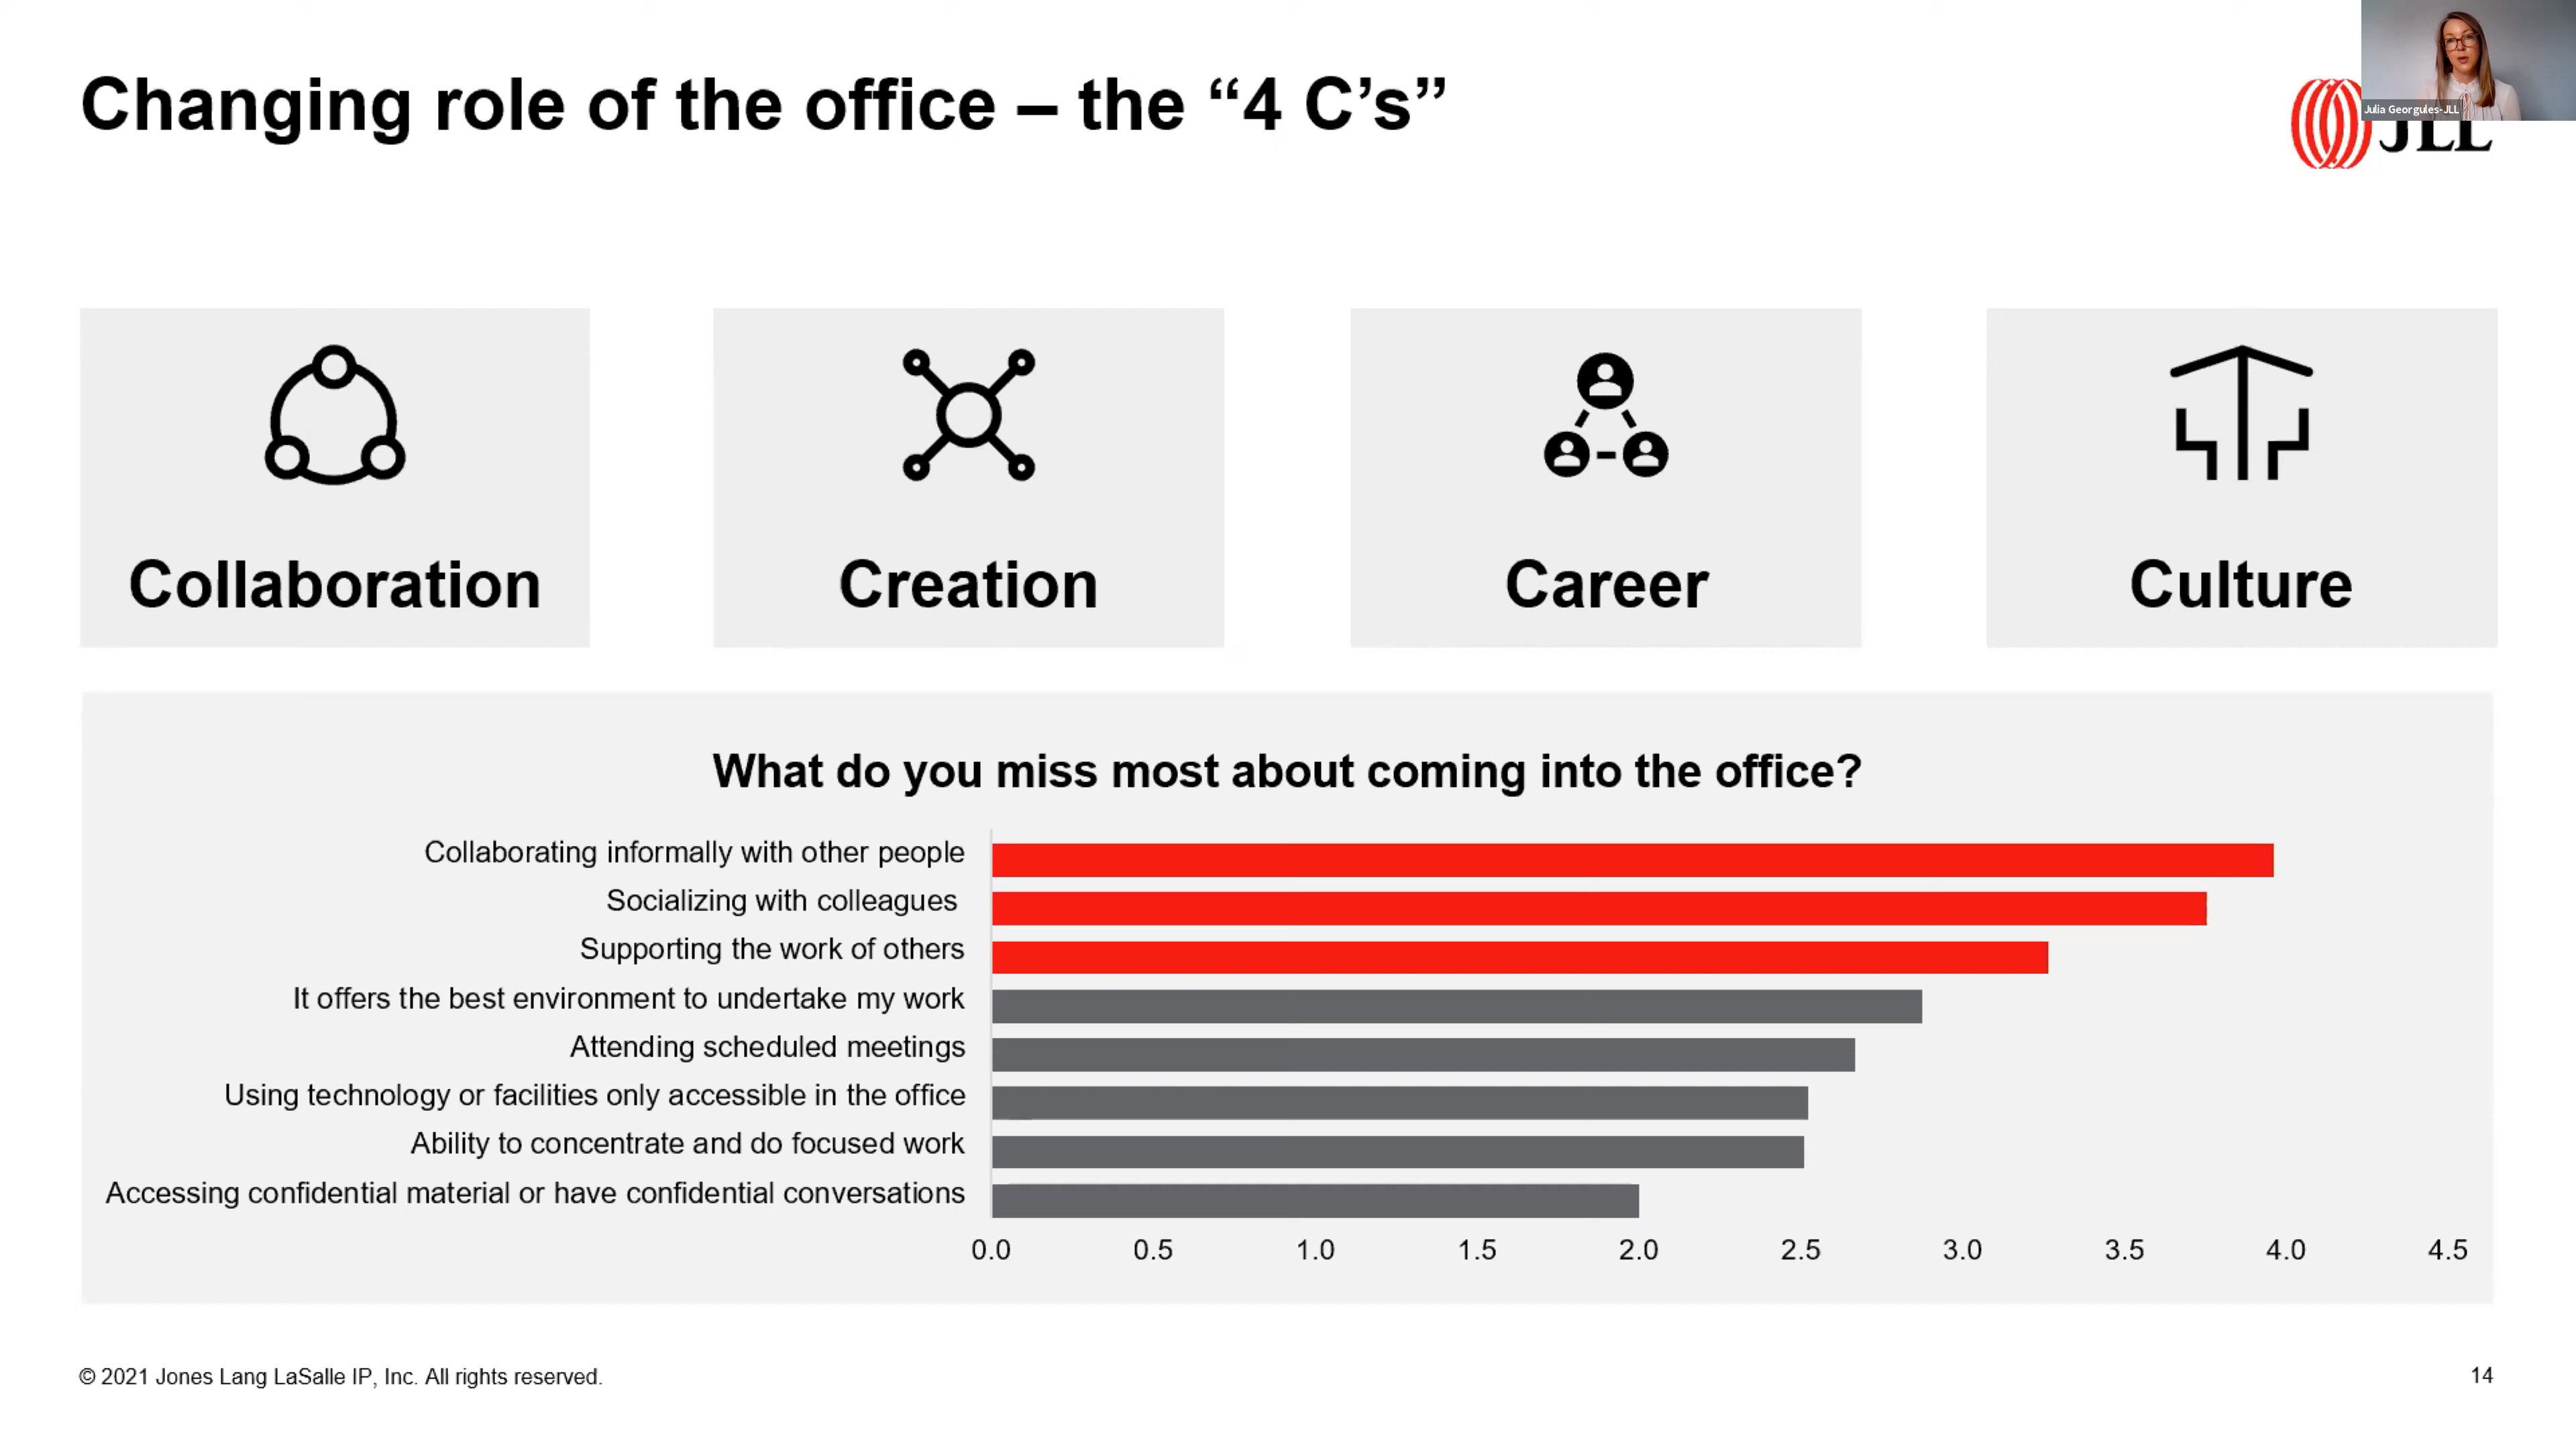 Changing role of the office – the “4 C’s”
Julia Georgules-JLL
JLL
Collaboration
Creation
Career
Culture
What do you miss most about coming into the office?
Collaborating informally with other people
Socializing with colleagues
Supporting the work of others
It offers the best environment to undertake my work
Attending scheduled meetings
Using technology or facilities only accessible in the office
Ability to concentrate and do focused work
Accessing confidential material or have confidential conversations
0.0 0.5 1.0 1.5 2.0 2.5 3.0 3.5 4.0 4.5
© 2021 Jones Lang LaSalle IP, Inc. All rights reserved.
14